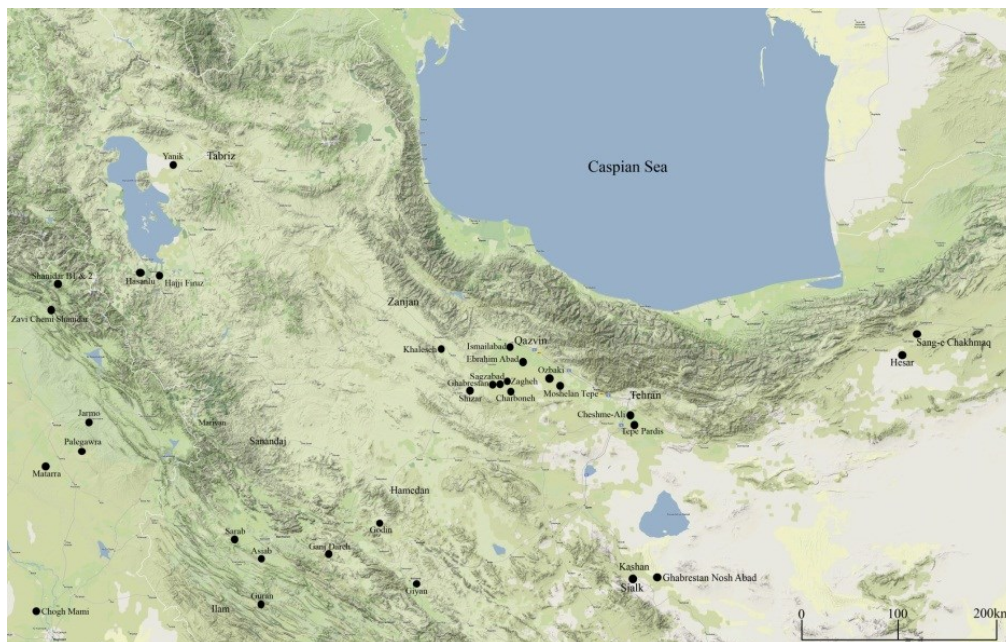 Caspian Sea
Yanik
Tabriz
Shanidar B1 & 2
Hasanlu
Hajji Firuz
Zavi Chemi Shanidar
Zanjan
Sang-e Chakhmaq
Hesar
Khaleseh
Ismailabad
Qazvin
Ebrahim Abad
Ozbaki
Sagzabad
Zagheh
Ghabrestan
Moshelan Tepe
Shizar
Charboneh
Tehran
Cheshme-Ali
Tepe Pardis
Jarmo
Marivan
Sanandaj
Palegawra
Matarra
Hamedan
Godin
Sarab
Asiab
Ganj Dareh
Kashan
Sialk
Ghabrestan Nosh Abad
Giyan
Guran
Ilam
Chogh Mami
0 100 200km